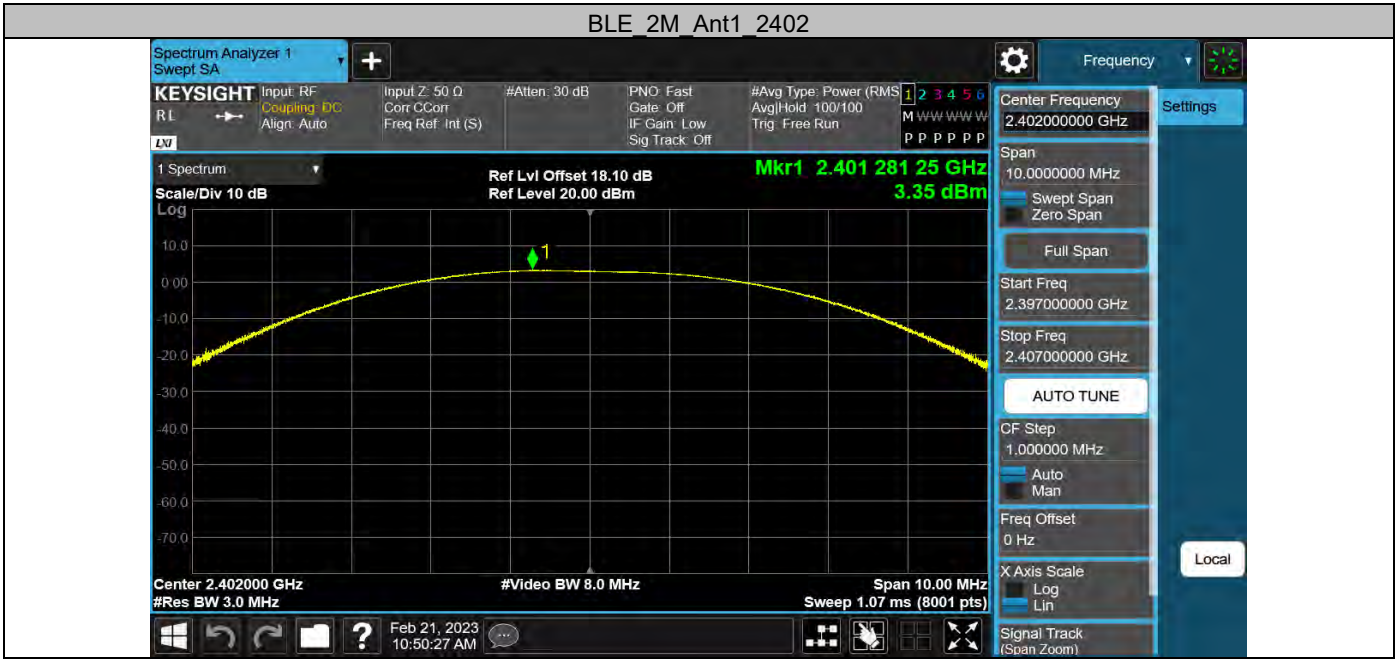 BLE_2M_Ant1_2402
Spectrum Analyzer 1
Swept SA
Frequency
KEYSIGHT
RL
LXI
Input: RF
Coupling: DC
Align: Auto
Input Z: 50 Ω
Corr CCorr
Freq Ref: Int (S)
#Atten: 30 dB
PNO: Fast
Gate: Off
IF Gain: Low
Sig Track: Off
#Avg Type: Power (RMS
Avg|Hold: 100/100
Trig: Free Run
1 2 3 4 5 6
M W W W W W
P P P P P P
1 Spectrum
Scale/Div 10 dB
Log
Ref Lvl Offset 18.10 dB
Ref Level 20.00 dBm
Mkr1 2.401 281 25 GHz
3.35 dBm
1
10.0
0.00
-10.0
-20.0
-30.0
-40.0
-50.0
-60.0
-70.0
Center 2.402000 GHz
#Res BW 3.0 MHz
#Video BW 8.0 MHz
Span 10.00 MHz
Sweep 1.07 ms (8001 pts)
Feb 21, 2023
10:50:27 AM
Center Frequency
2.402000000 GHz
Settings
Span
10.0000000 MHz
Swept Span
Zero Span
Full Span
Start Freq
2.397000000 GHz
Stop Freq
2.407000000 GHz
AUTO TUNE
CF Step
1.000000 MHz
Auto
Man
Freq Offset
0 Hz
X Axis Scale
Log
Lin
Local
Signal Track
(Span Zoom)